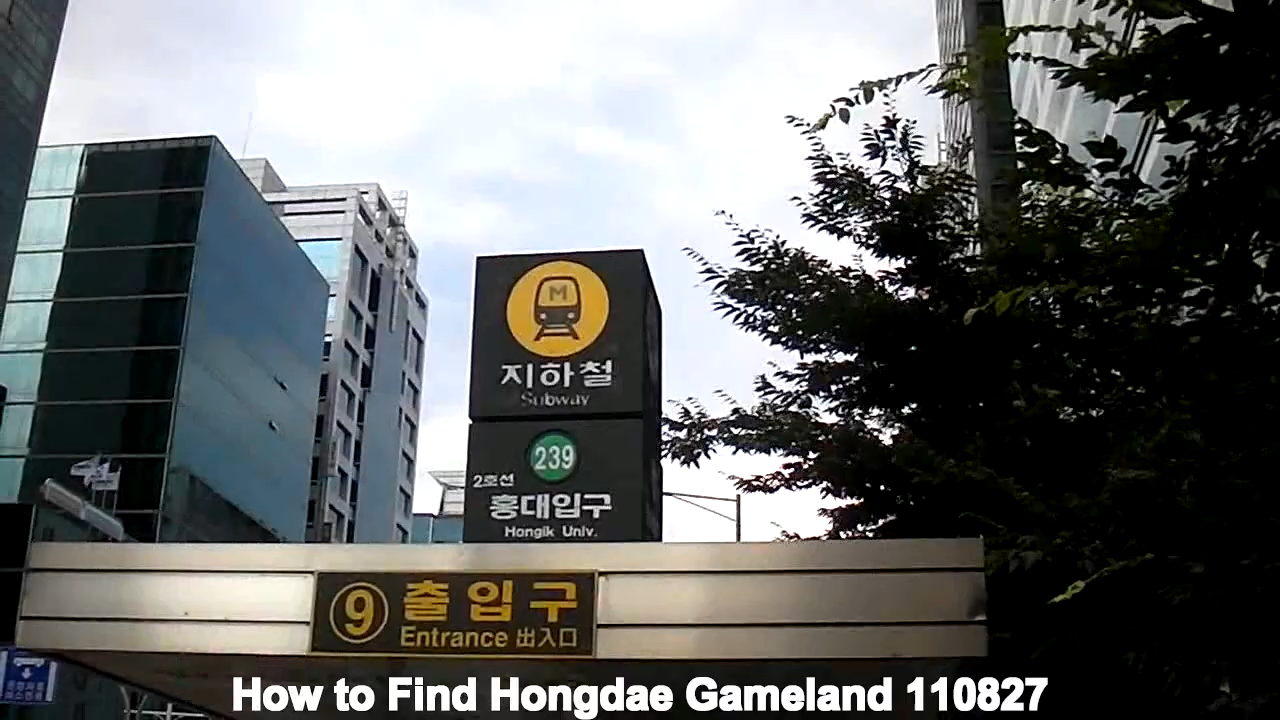 M
지하철
Subway
239
2호선
홍대입구
Hongik Univ.
9 출입구
Entrance 出入口
How to Find Hongdae Gameland 110827